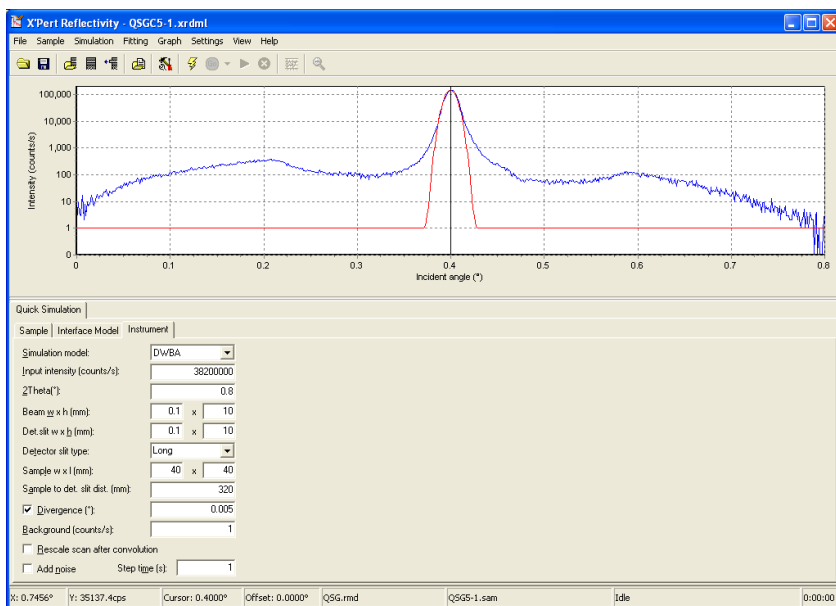 X'Pert Reflectivity - QSGC5-1.xrdml
File Sample Simulation Fitting Graph Settings View Help
Intensity (counts/s)
100,000
10,000
1,000
100
10
1
0
0 0.1 0.2 0.3 0.4 0.5 0.6 0.7 0.8
Incident angle (°)
Quick Simulation
Sample Interface Model Instrument
Simulation model: DWBA
Input intensity (counts/s): 38200000
2Theta(°): 0.8
Beam w x h (mm): 0.1 x 10
Det.slit w x h (mm): 0.1 x 10
Detector slit type: Long
Sample w x l (mm): 40 x 40
Sample to det. slit dist. (mm): 320
Divergence (°): 0.005
Background (counts/s): 1
Rescale scan after convolution
Add noise Step time (s): 1
X: 0.7456° Y: 35137.4cps Cursor: 0.4000° Offset: 0.0000° QSG.rmd QSG5-1.sam Idle 0:00:00